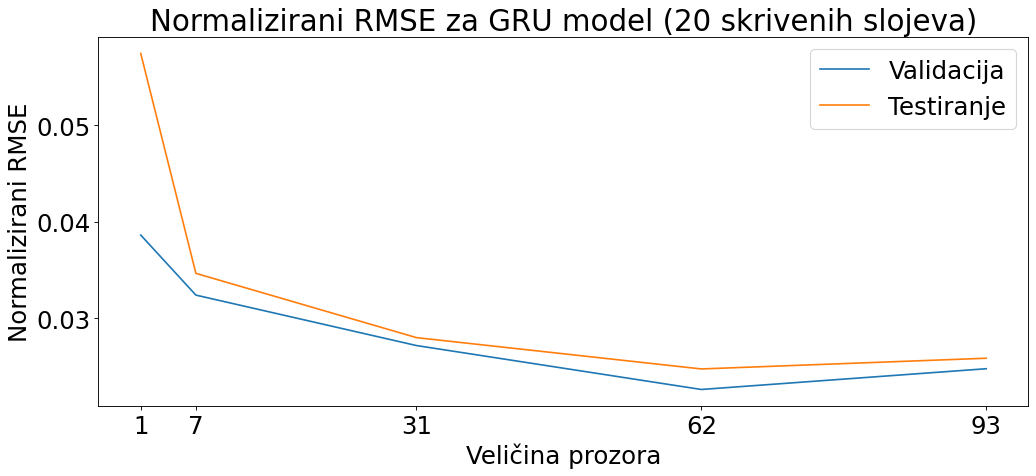 Normalizirani RMSE za GRU model (20 skrivenih slojeva)
Validacija
Testiranje
Normalizirani RMSE
0.05
0.04
0.03
1 7 31 62 93
Veličina prozora